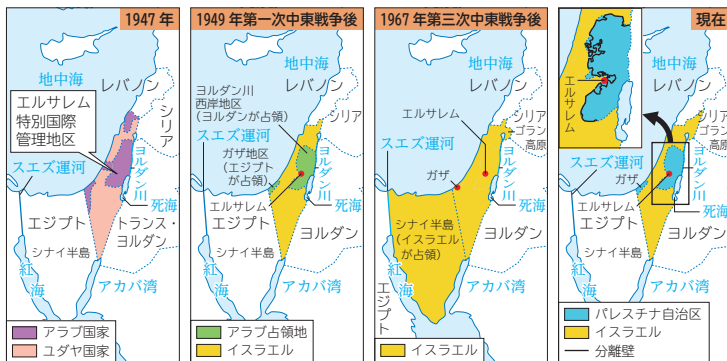 1947年
地中海
レバノン
シリア
エルサレム
特別国際
管理地区
スエズ運河
ヨルダン川
死海
エジプト
トランス・
ヨルダン
シナイ半島
紅海
アカバ湾
アラブ国家
ユダヤ国家
1949年第一次中東戦争後
地中海
レバノン
ヨルダン川
西岸地区
(ヨルダンが占領)
シリア
スエズ運河
ガザ地区
(エジプト
が占領)
ヨルダン川
エルサレム
死海
エジプト
ヨルダン
シナイ半島
紅海
アカバ湾
アラブ占領地
イスラエル
1967年第三次中東戦争後
地中海
レバノン
エルサレム
シリア
ゴラン
高原
スエズ運河
ヨルダン川
ガザ
死海
シナイ半島
(イスラエル
が占領)
ヨルダン
紅海
アカバ湾
エジプト
イスラエル
現在
エルサレム
地中海
レバノン
シリア
ゴラン
高原
スエズ運河
ガザ
ヨルダン川
死海
エジプト
ヨルダン
シナイ半島
紅海
アカバ湾
パレスチナ自治区
イスラエル
分離壁